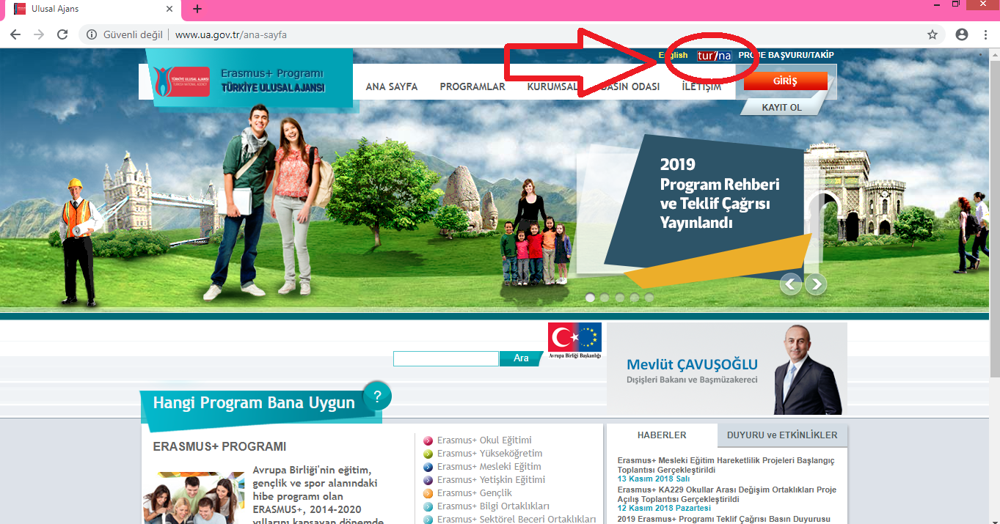 Ulusal Ajans
Güvenli değil | www.ua.gov.tr/ana-sayfa
English turna PROJE BAŞVURU/TAKİP
TÜRKİYE ULUSAL AJANSI
TURKISH NATIONAL AGENCY
Erasmus+ Programı
TÜRKİYE ULUSAL AJANSI
ANA SAYFA PROGRAMLAR KURUMSAL BASIN ODASI İLETİŞİM
GİRİŞ
KAYIT OL
2019
Program Rehberi
ve Teklif Çağrısı
Yayınlandı
Avrupa Birliği Başkanlığı
Ara
Mevlüt ÇAVUŞOĞLU
Dışişleri Bakanı ve Başmüzakereci
Hangi Program Bana Uygun ?
ERASMUS+ PROGRAMI
Avrupa Birliği'nin eğitim,
gençlik ve spor alanındaki
hibe programı olan
ERASMUS+, 2014-2020
yıllarını kapsayan dönemde
Erasmus+ Okul Eğitimi
Erasmus+ Yükseköğretim
Erasmus+ Mesleki Eğitim
Erasmus+ Yetişkin Eğitimi
Erasmus+ Gençlik
Erasmus+ Bilgi Ortaklıkları
Erasmus+ Sektörel Beceri Ortaklıkları
HABERLER DUYURU ve ETKİNLİKLER
Erasmus+ Mesleki Eğitim Hareketlilik Projeleri Başlangıç
Toplantısı Gerçekleştirildi
13 Kasım 2018 Salı
Erasmus+ KA229 Okullar Arası Değişim Ortaklıkları Proje
Açılış Toplantısı Gerçekleştirildi
12 Kasım 2018 Pazartesi
2019 Erasmus+ Programı Teklif Çağrısı Basın Duyurusu